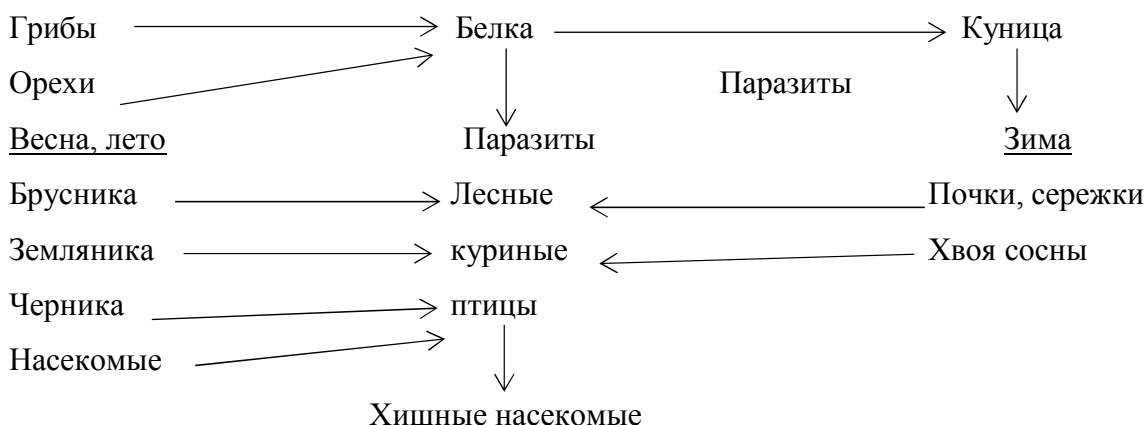 Грибы Белка Куница
Орехи Паразиты
Весна, лето Паразиты Зима
Брусника Лесные Почки, сережки
Земляника куриные Хвоя сосны
Черника птицы
Насекомые
Хишные насекомые